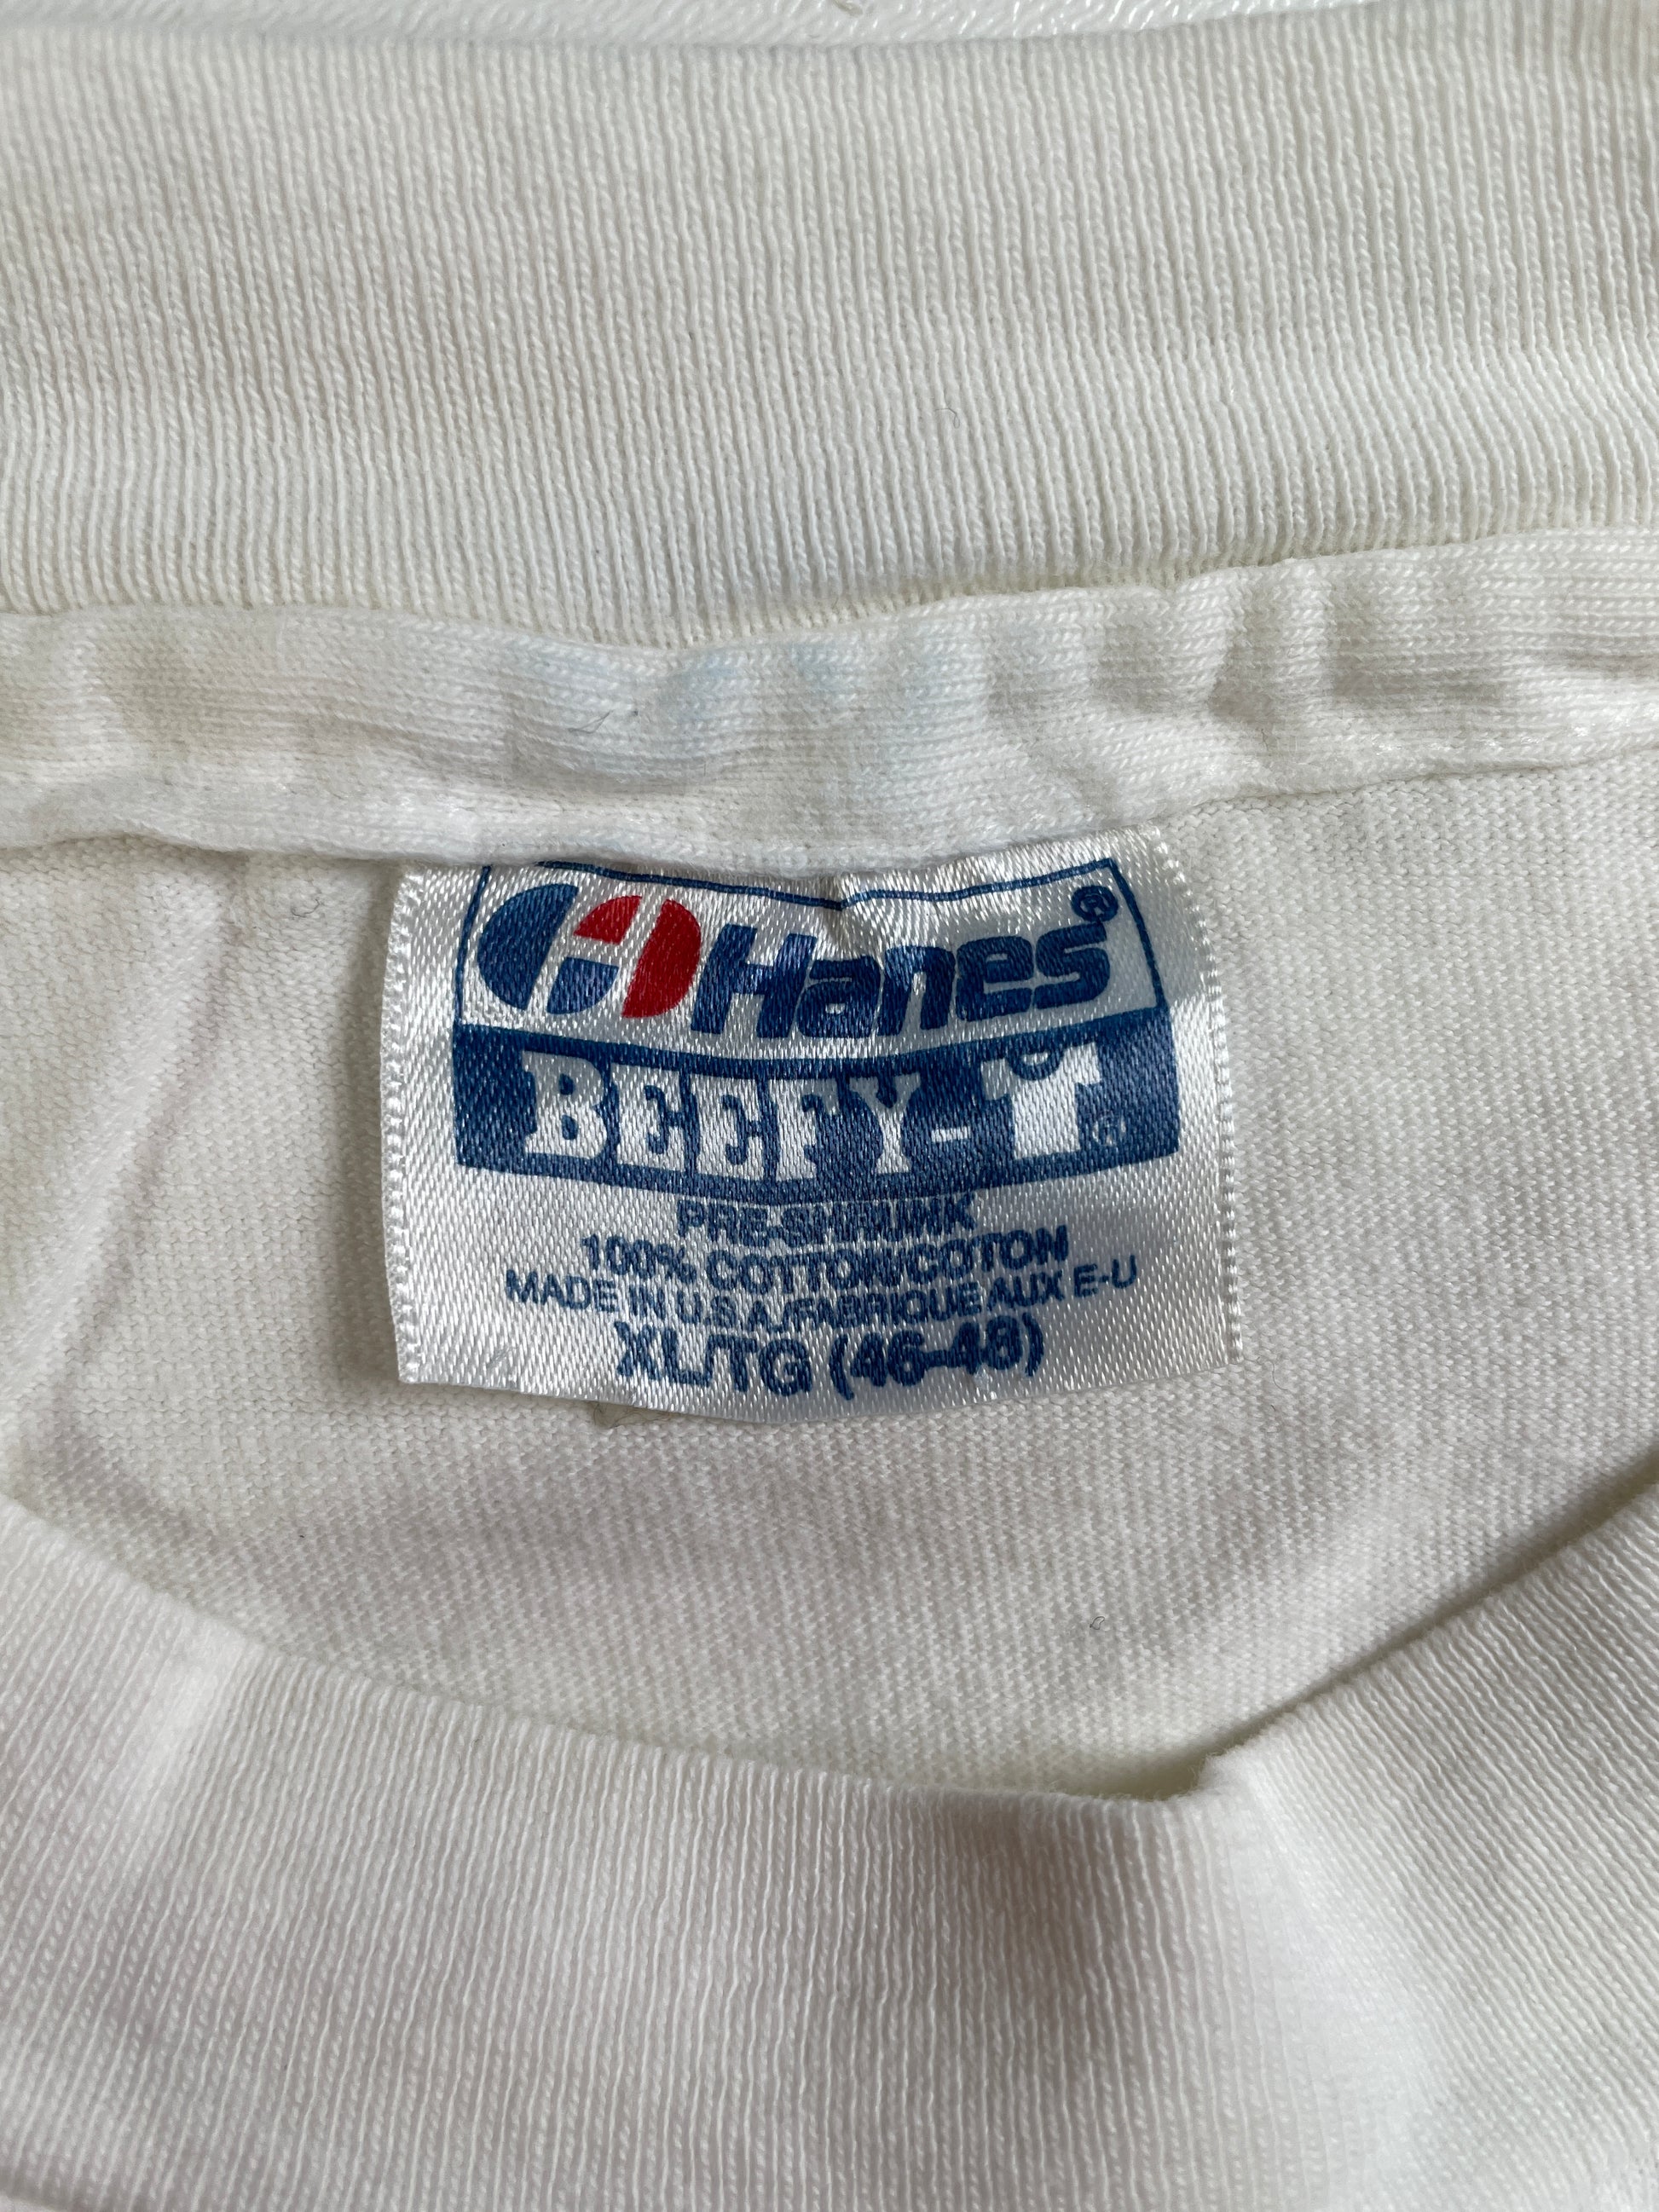 Hanes®
BEEFY-T®
PRE-SHRUNK
100% COTTON/COTON
MADE IN U.S.A./FABRIQUE AUX E-U
XL/TG (46-48)